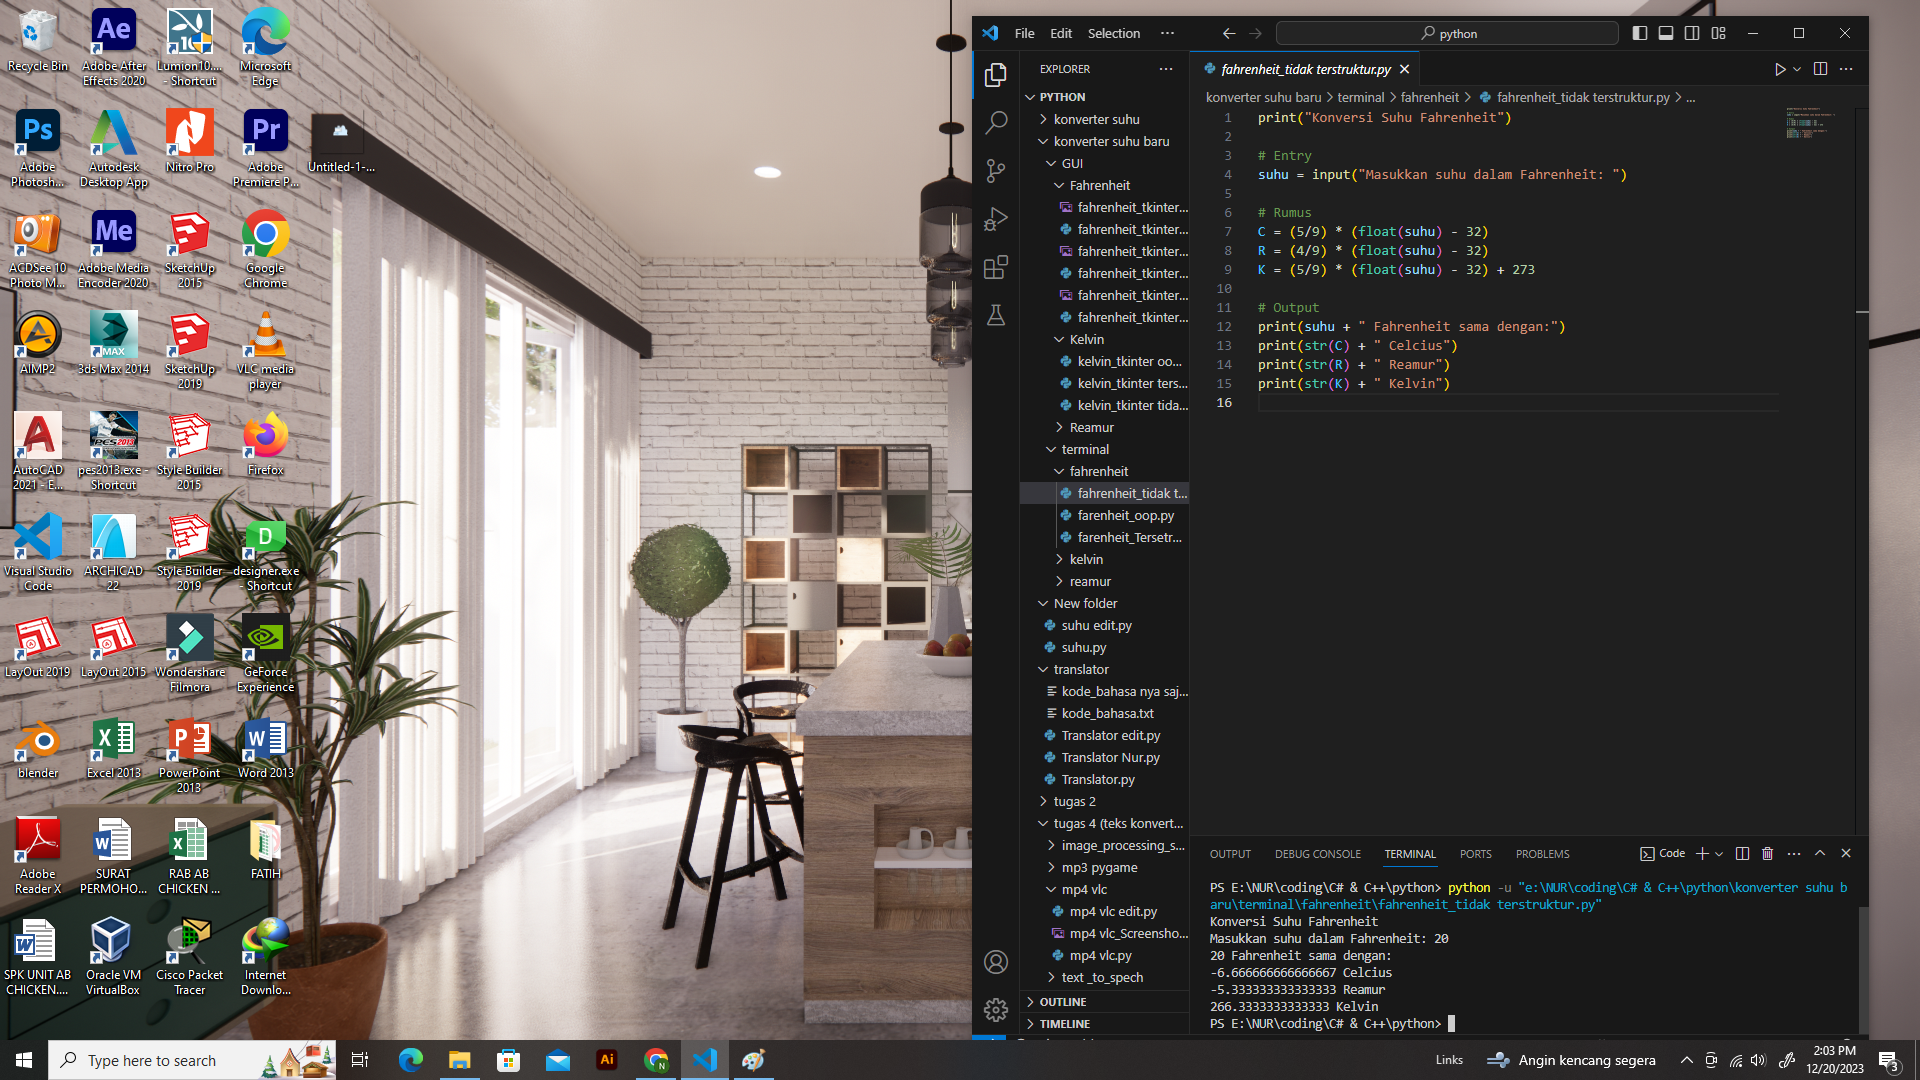 Recycle Bin
Adobe After
Effects 2020
Lumion10....
- Shortcut
Microsoft
Edge
Adobe
Photosh...
Autodesk
Desktop App
Nitro Pro
Adobe
Premiere P...
Untitled-1-...
ACDSee 10
Photo M...
Adobe Media
Encoder 2020
SketchUp
2015
Google
Chrome
AIMP2
3ds Max 2014
SketchUp
2019
VLC media
player
AutoCAD
2021 - E...
pes2013.exe -
Shortcut
Style Builder
2015
Firefox
Visual Studio
Code
ARCHICAD
22
Style Builder
2019
designer.exe
- Shortcut
LayOut 2019
LayOut 2015
Wondershare
Filmora
GeForce
Experience
blender
Excel 2013
PowerPoint
2013
Word 2013
Adobe
Reader X
SURAT
PERMOHO...
RAB AB
CHICKEN ...
FATIH
SPK UNIT AB
CHICKEN....
Oracle VM
VirtualBox
Cisco Packet
Tracer
Internet
Downlo...
File Edit Selection ···
python
EXPLORER
PYTHON
konverter suhu
konverter suhu baru
GUI
Fahrenheit
fahrenheit_tkinter...
fahrenheit_tkinter...
fahrenheit_tkinter...
fahrenheit_tkinter...
fahrenheit_tkinter...
fahrenheit_tkinter...
Kelvin
kelvin_tkinter oo...
kelvin_tkinter ters...
kelvin_tkinter tida...
Reamur
terminal
fahrenheit
fahrenheit_tidak t...
farenheit_oop.py
farenheit_Tersetr...
kelvin
reamur
New folder
suhu edit.py
suhu.py
translator
kode_bahasa nya saj...
kode_bahasa.txt
Translator edit.py
Translator Nur.py
Translator.py
tugas 2
tugas 4 (teks konvert...
image_processing_s...
mp3 pygame
mp4 vlc
mp4 vlc edit.py
mp4 vlc_Screensho...
mp4 vlc.py
text _to_spech
OUTLINE
TIMELINE
fahrenheit_tidak terstruktur.py
konverter suhu baru > terminal > fahrenheit > fahrenheit_tidak terstruktur.py > ...
1 print("Konversi Suhu Fahrenheit")
2
3 # Entry
4 suhu = input("Masukkan suhu dalam Fahrenheit: ")
5
6 # Rumus
7 C = (5/9) * (float(suhu) - 32)
8 R = (4/9) * (float(suhu) - 32)
9 K = (5/9) * (float(suhu) - 32) + 273
10
11 # Output
12 print(suhu + " Fahrenheit sama dengan:")
13 print(str(C) + " Celcius")
14 print(str(R) + " Reamur")
15 print(str(K) + " Kelvin")
16
OUTPUT DEBUG CONSOLE TERMINAL PORTS PROBLEMS Code
PS E:\NUR\coding\C# & C++\python> python -u "e:\NUR\coding\C# & C++\python\konverter suhu b
aru\terminal\fahrenheit\fahrenheit_tidak terstruktur.py"
Konversi Suhu Fahrenheit
Masukkan suhu dalam Fahrenheit: 20
20 Fahrenheit sama dengan:
-6.666666666666667 Celcius
-5.333333333333333 Reamur
266.3333333333333 Kelvin
PS E:\NUR\coding\C# & C++\python>
Type here to search
Links
Angin kencang segera
2:03 PM
12/20/2023
3